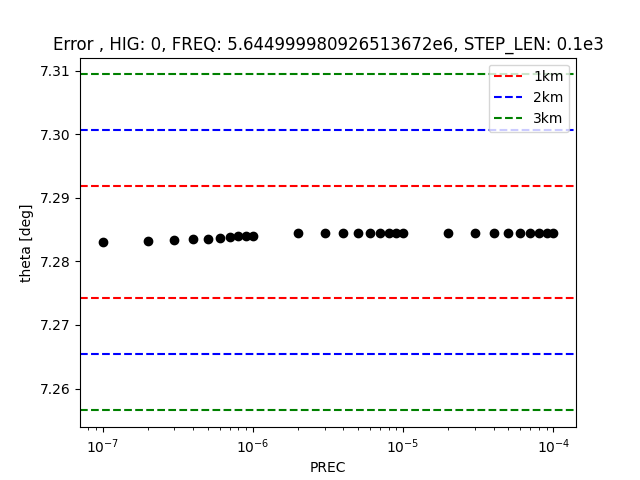 Error , HIG: 0, FREQ: 5.644999980926513672e6, STEP_LEN: 0.1e3
7.31
7.30
7.29
7.28
7.27
7.26
theta [deg]
1km
2km
3km
10⁻⁷
10⁻⁶
10⁻⁵
10⁻⁴
PREC